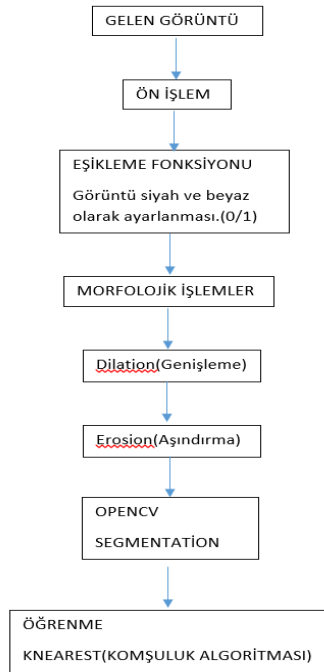 GELEN GÖRÜNTÜ
ÖN İŞLEM
EŞİKLEME FONKSİYONU
Görüntü siyah ve beyaz
olarak ayarlanması.(0/1)
MORFOLOJİK İŞLEMLER
Dilation(Genişleme)
Erosion(Aşındırma)
OPENCV
SEGMENTATİON
ÖĞRENME
KNEAREST(KOMŞULUK ALGORİTMASI)